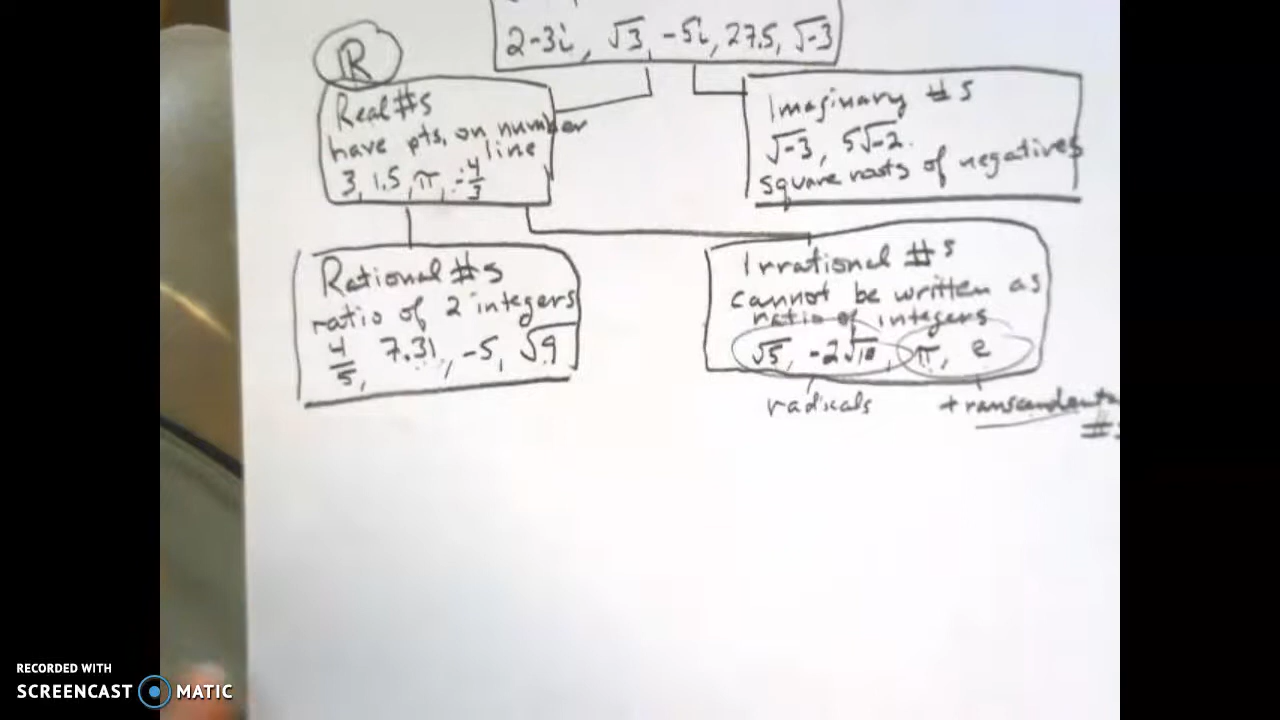 2-3i, √3, -5i, 27.5, √-3
R
Real #s
have pts. on number
line
3, 1.5, π, -4/3
Imaginary #s
√-3, 5√-2.
square roots of negatives
Rational #s
ratio of 2 integers
4/5, 7.31, -5, √9
Irrational #s
cannot be written as
ratio of integers
√5, -2√10, π, e
radicals
#s
RECORDED WITH
SCREENCAST MATIC